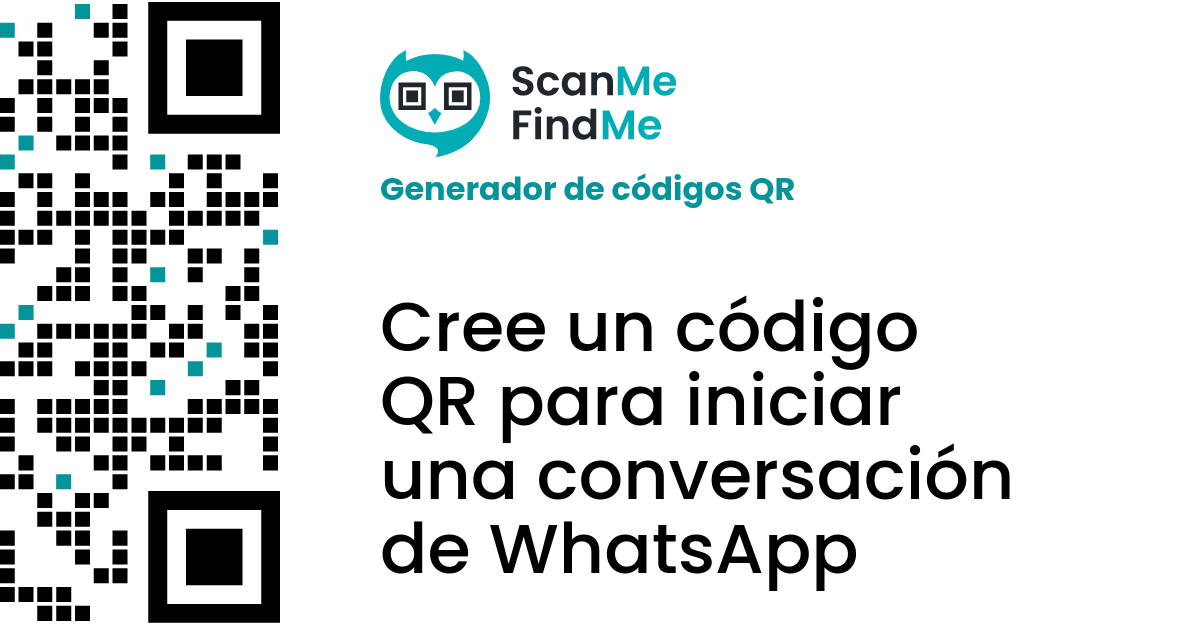 ScanMe
FindMe
Generador de códigos QR
Cree un código
QR para iniciar
una conversación
de WhatsApp